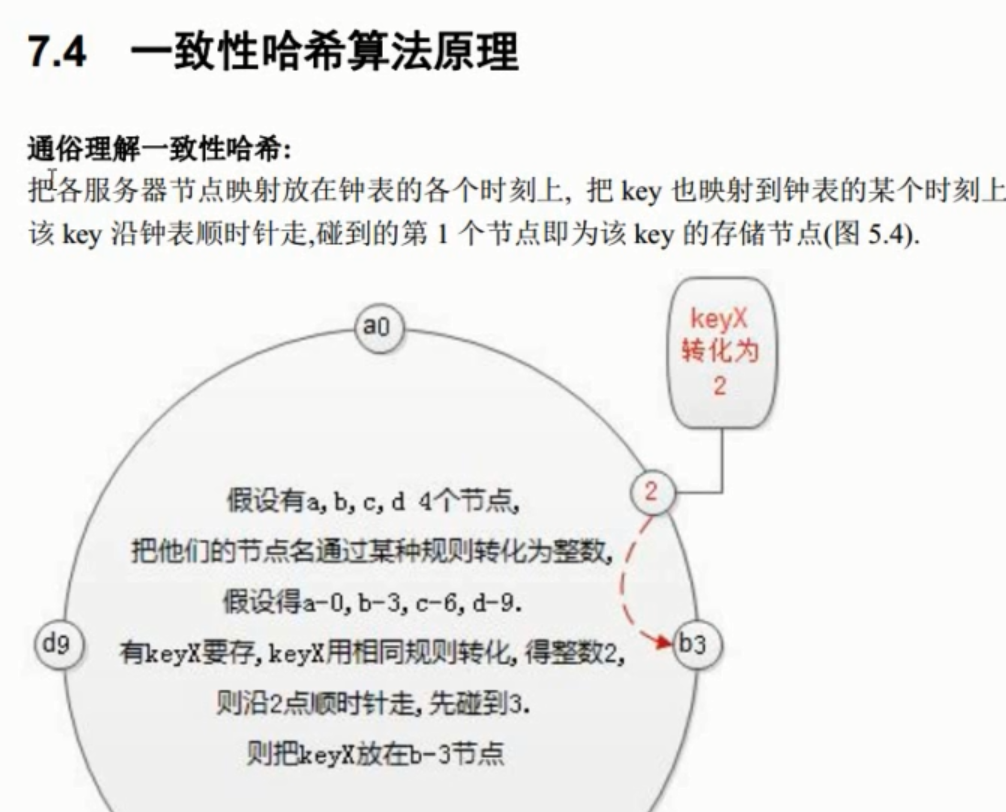 7.4 一致性哈希算法原理
通俗理解一致性哈希:
把各服务器节点映射放在钟表的各个时刻上, 把 key 也映射到钟表的某个时刻上
该 key 沿钟表顺时针走,碰到的第 1 个节点即为该 key 的存储节点(图 5.4).
a0
keyX
转化为
2
2
假设有a,b,c,d 4个节点,
把他们的节点名通过某种规则转化为整数,
假设得a-0,b-3,c-6,d-9.
d9
有keyX要存,keyX用相同规则转化,得整数2,
b3
则沿2点顺时针走,先碰到3.
则把keyX放在b-3节点